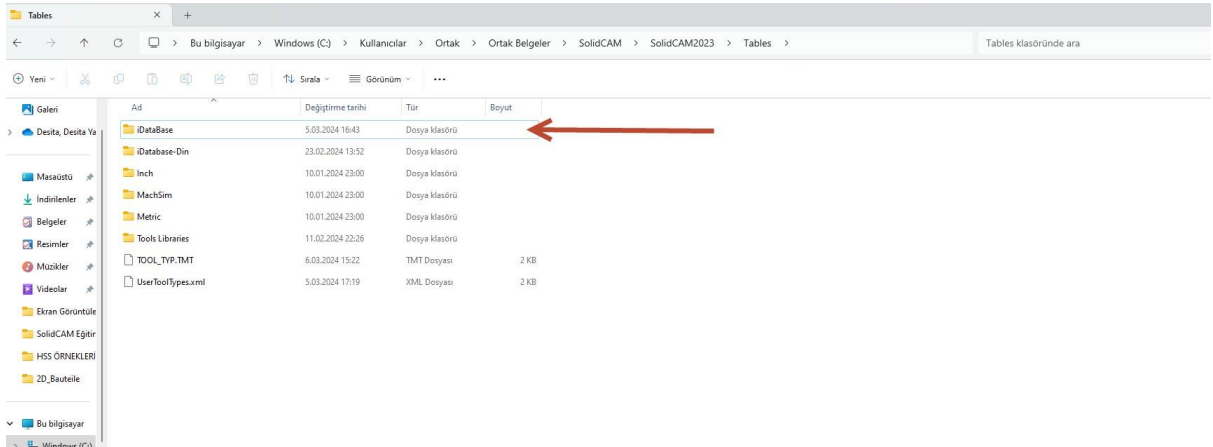 Tables
Bu bilgisayar > Windows (C:) > Kullanıcılar > Ortak > Ortak Belgeler > SolidCAM > SolidCAM2023 > Tables >
Tables klasöründe ara
Yeni
Sırala
Görünüm
Galeri
Desita, Desita Ya
Masaüstü
İndirilenler
Belgeler
Resimler
Müzikler
Videolar
Ekran Görüntüle
SolidCAM Eğitir
HSS ÖRNEKLERİ
2D_Bauteile
Bu bilgisayar
Windows (C:)
Ad Değiştirme tarihi Tür Boyut
iDataBase 5.03.2024 16:43 Dosya klasörü
iDatabase-Din 23.02.2024 13:52 Dosya klasörü
Inch 10.01.2024 23:00 Dosya klasörü
MachSim 10.01.2024 23:00 Dosya klasörü
Metric 10.01.2024 23:00 Dosya klasörü
Tools Libraries 11.02.2024 22:26 Dosya klasörü
TOOL_TYP.TMT 6.03.2024 15:22 TMT Dosyası 2 KB
UserToolTypes.xml 5.03.2024 17:19 XML Dosyası 2 KB